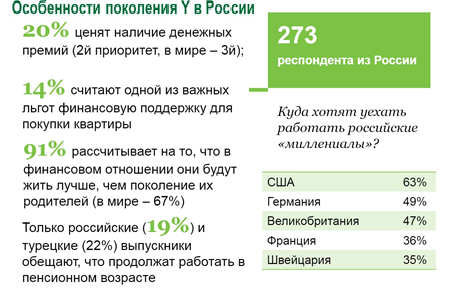 Особенности поколения Y в России
20% ценят наличие денежных
премий (2й приоритет, в мире – 3й);
14% считают одной из важных
льгот финансовую поддержку для
покупки квартиры
91% рассчитывает на то, что в
финансовом отношении они будут
жить лучше, чем поколение их
родителей (в мире – 67%)
Только российские (19%) и
турецкие (22%) выпускники
обещают, что продолжат работать в
пенсионном возрасте
273
респондента из России
Куда хотят уехать
работать российские
«миллениалы»?
США 63%
Германия 49%
Великобритания 47%
Франция 36%
Швейцария 35%